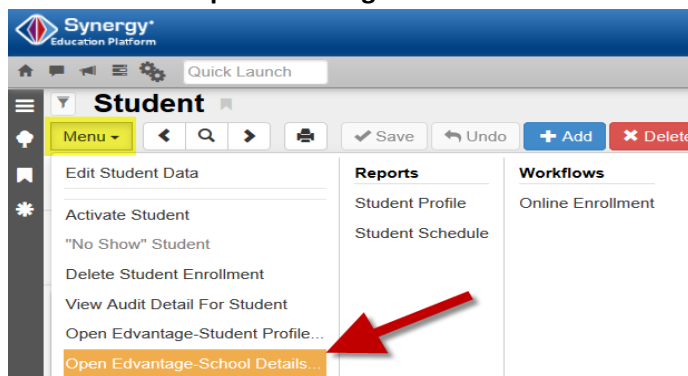 Synergy
Education Platform
Quick Launch
Student
Menu
Save Undo Add Delete
Edit Student Data Reports Workflows
Student Profile Online Enrollment
Activate Student
Student Schedule
"No Show" Student
Delete Student Enrollment
View Audit Detail For Student
Open Edvantage-Student Profile...
Open Edvantage-School Details...